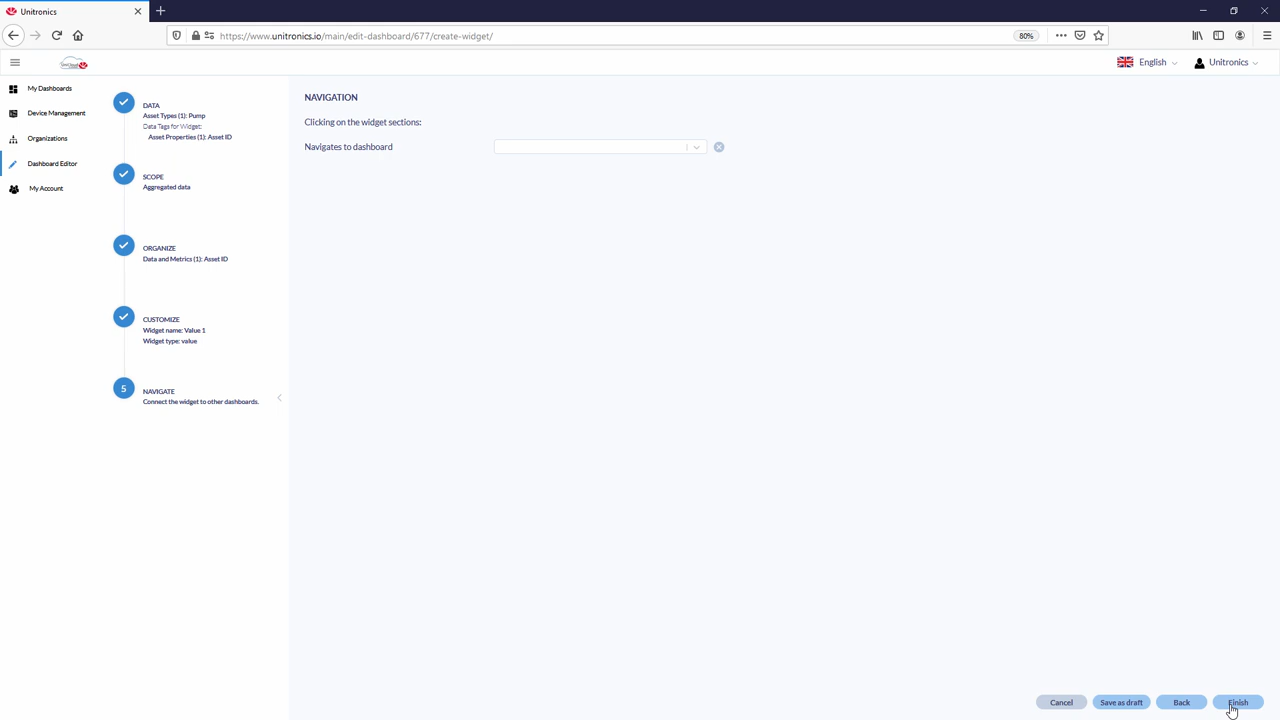 Unitronics
https://www.unitronics.io/main/edit-dashboard/677/create-widget/
80%
English
Unitronics
My Dashboards
Device Management
Organizations
Dashboard Editor
My Account
DATA
Asset Types (1): Pump
Data Tags for Widget:
Asset Properties (1): Asset ID
SCOPE
Aggregated data
ORGANIZE
Data and Metrics (1): Asset ID
CUSTOMIZE
Widget name: Value 1
Widget type: value
5
NAVIGATE
Connect the widget to other dashboards.
NAVIGATION
Clicking on the widget sections:
Navigates to dashboard
Cancel
Save as draft
Back
Finish